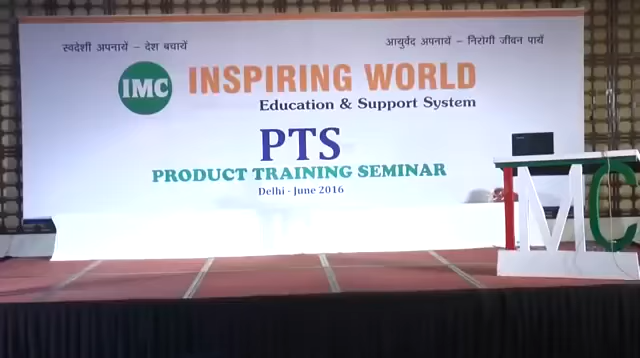 स्वदेशी अपनायें – देश बचायें
आयुर्वेद अपनायें – निरोगी जीवन पायें
IMC
INSPIRING WORLD
Education & Support System
PTS
PRODUCT TRAINING SEMINAR
Delhi - June 2016
IMC